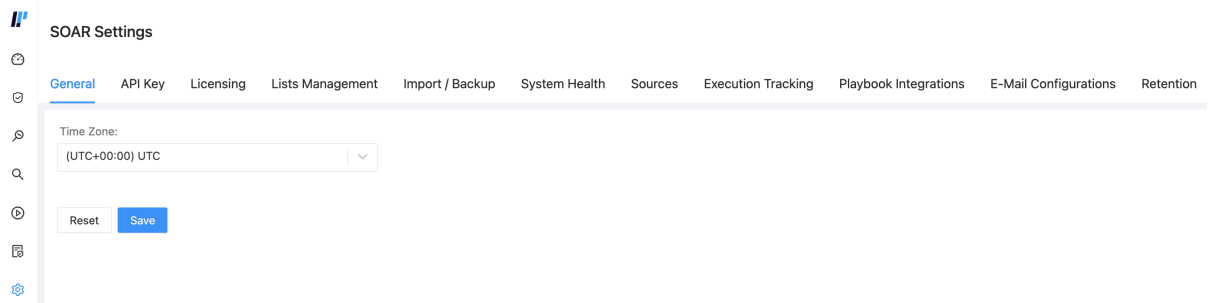 SOAR Settings
General API Key Licensing Lists Management Import / Backup System Health Sources Execution Tracking Playbook Integrations E-Mail Configurations Retention
Time Zone:
(UTC+00:00) UTC
Reset Save